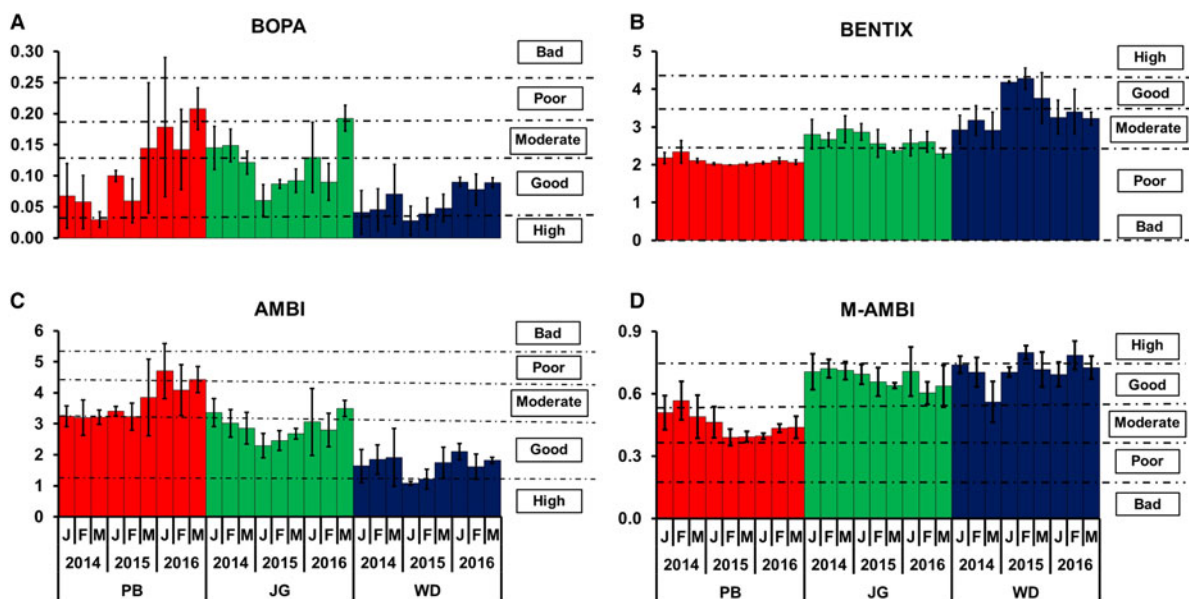 A
BOPA
0.30
0.25
0.20
0.15
0.10
0.05
0.00
Bad
Poor
Moderate
Good
High
B
BENTIX
5
4
3
2
1
0
High
Good
Moderate
Poor
Bad
C
AMBI
6
5
4
3
2
1
0
Bad
Poor
Moderate
Good
High
J F M J F M J F M J F M J F M J F M J F M J F M J F M
2014 2015 2016 2014 2015 2016 2014 2015 2016
PB JG WD
D
M-AMBI
0.9
0.6
0.3
0.0
High
Good
Moderate
Poor
Bad
J F M J F M J F M J F M J F M J F M J F M J F M J F M
2014 2015 2016 2014 2015 2016 2014 2015 2016
PB JG WD